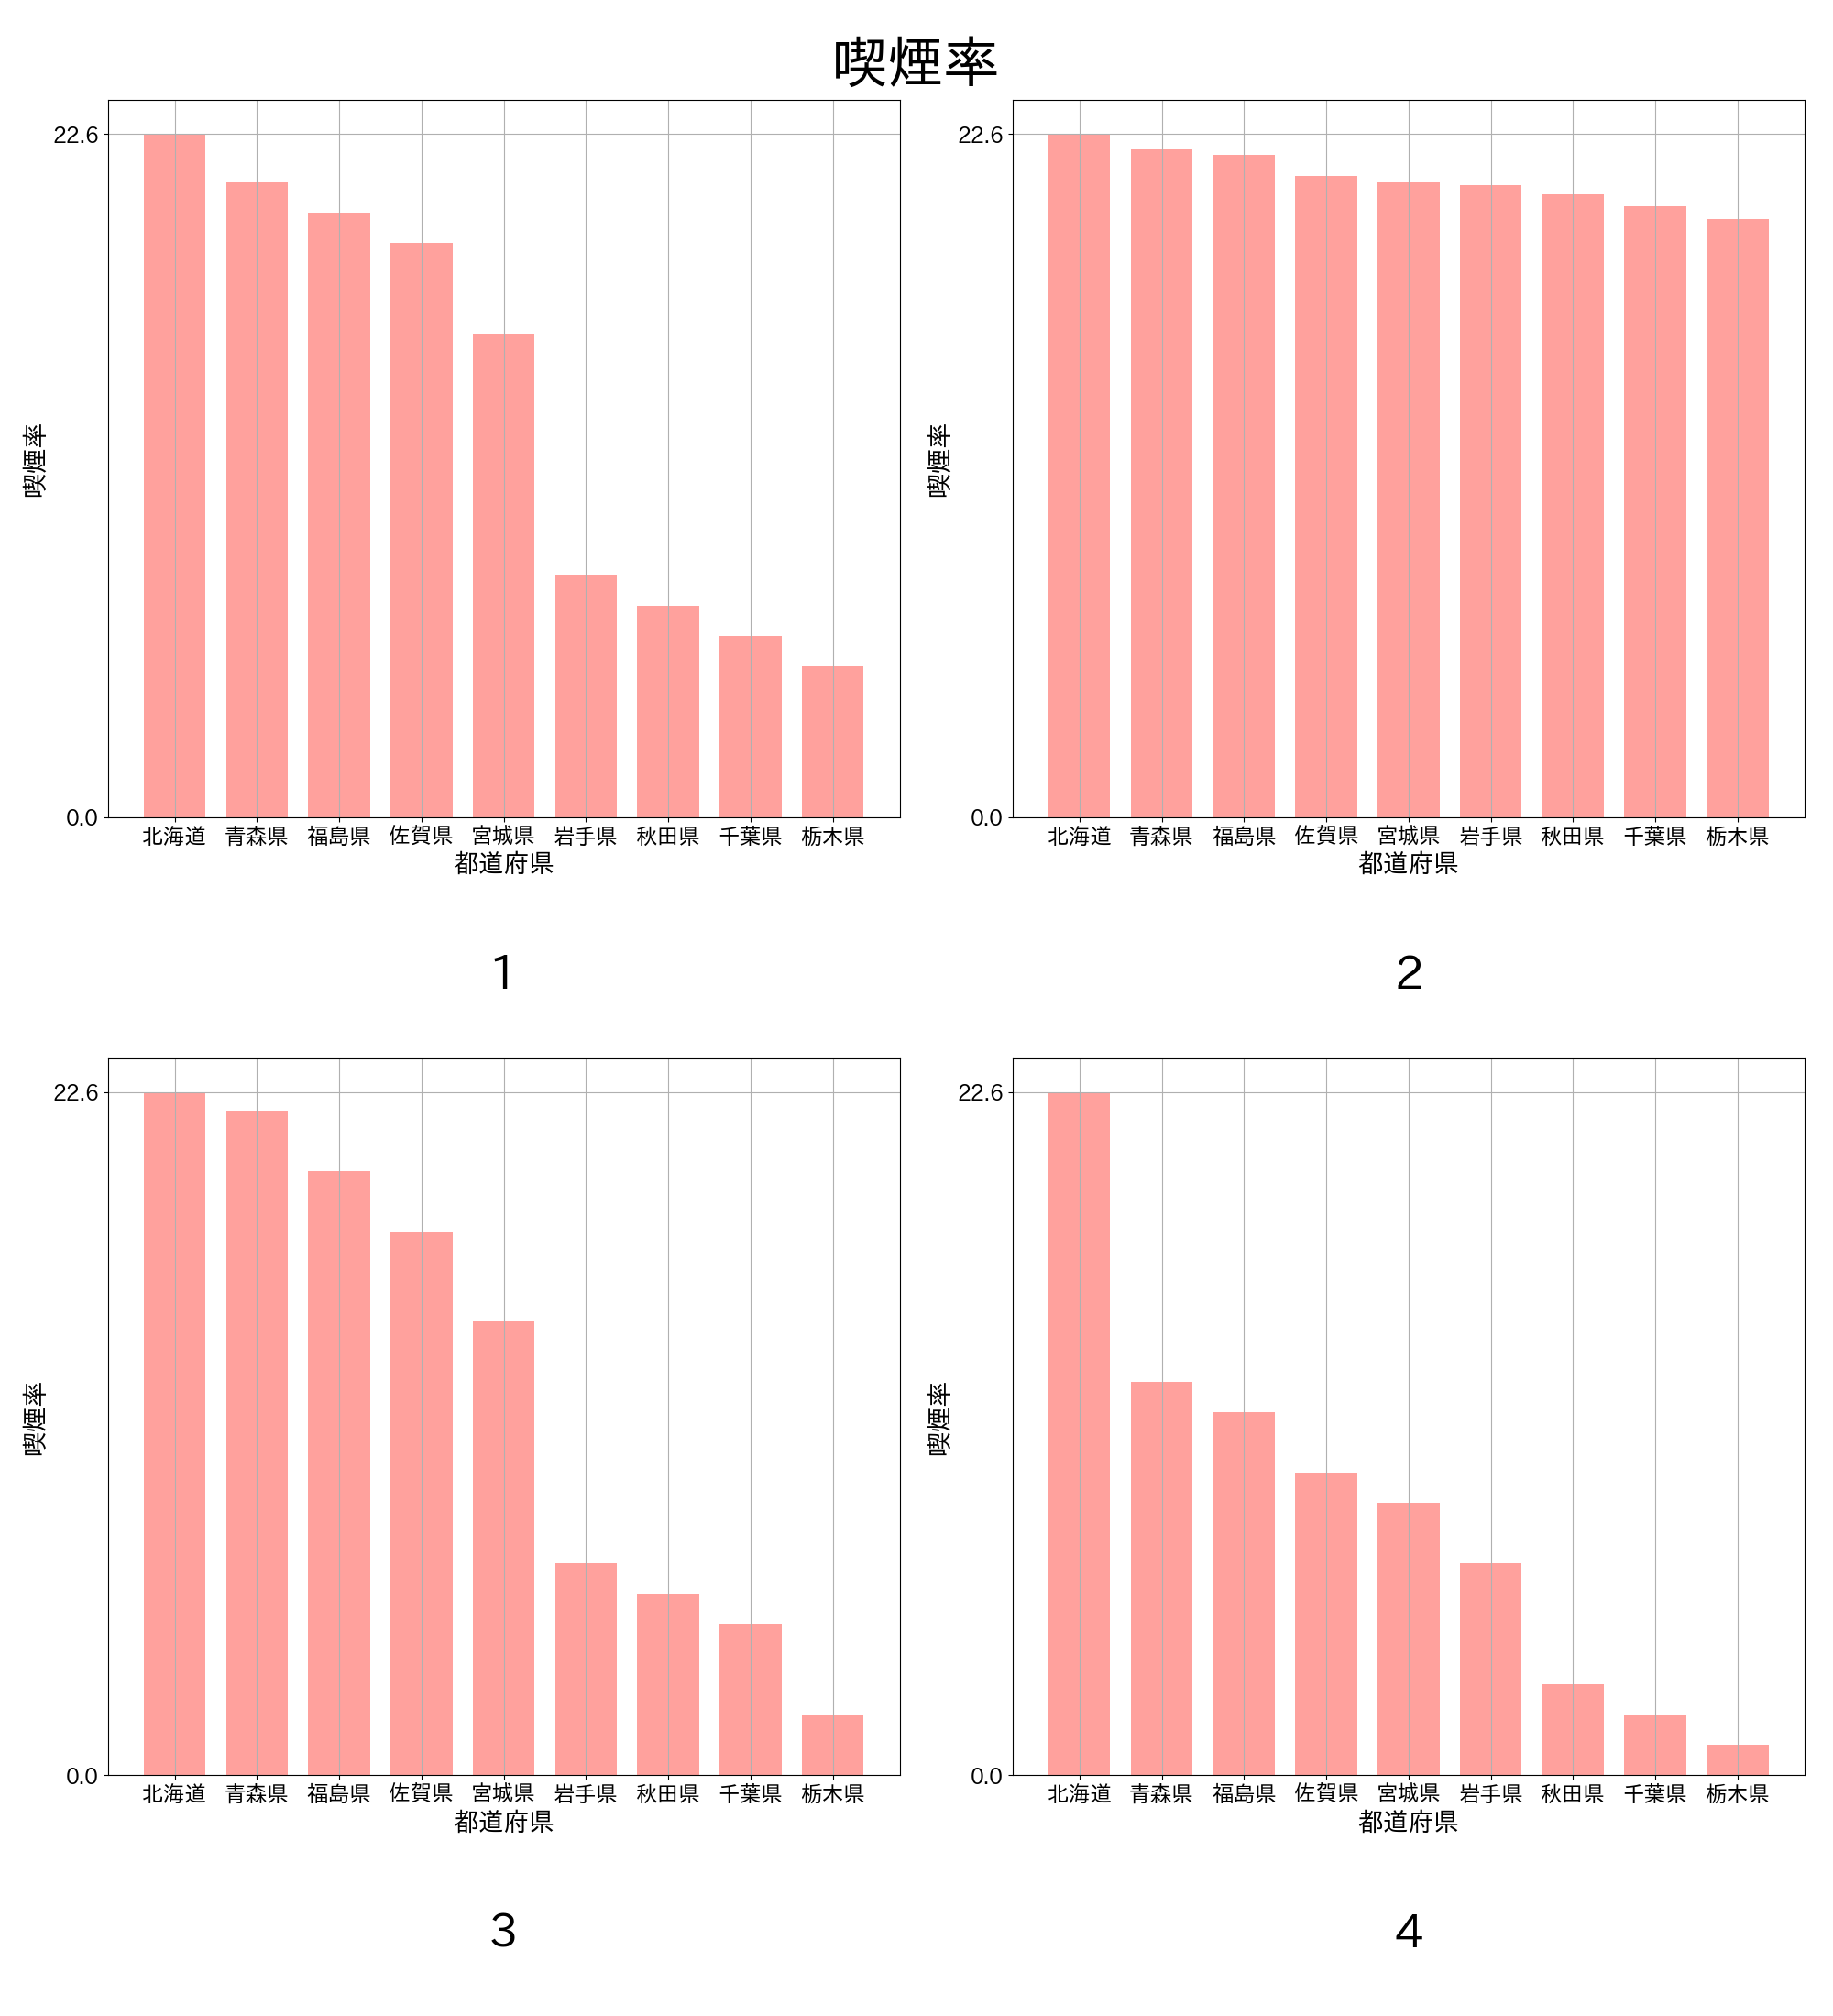 喫煙率
22.6
0.0
喫煙率
北海道 青森県 福島県 佐賀県 宮城県 岩手県 秋田県 千葉県 栃木県
都道府県
1
22.6
0.0
喫煙率
北海道 青森県 福島県 佐賀県 宮城県 岩手県 秋田県 千葉県 栃木県
都道府県
2
22.6
0.0
喫煙率
北海道 青森県 福島県 佐賀県 宮城県 岩手県 秋田県 千葉県 栃木県
都道府県
3
22.6
0.0
喫煙率
北海道 青森県 福島県 佐賀県 宮城県 岩手県 秋田県 千葉県 栃木県
都道府県
4